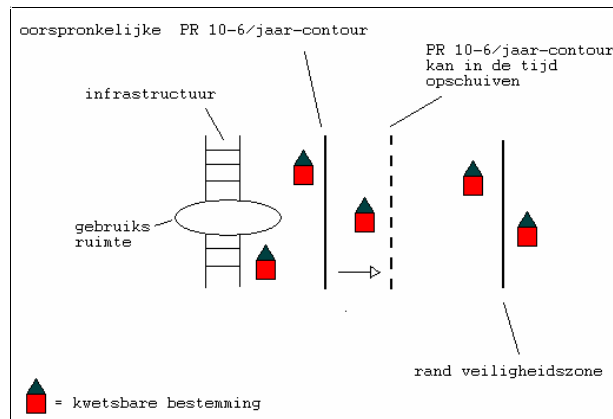 oorspronkelijke PR 10-6/jaar-contour
PR 10-6/jaar-contour
kan in de tijd
opschuiven
infrastructuur
gebruiks
ruimte
rand veiligheidszone
= kwetsbare bestemming